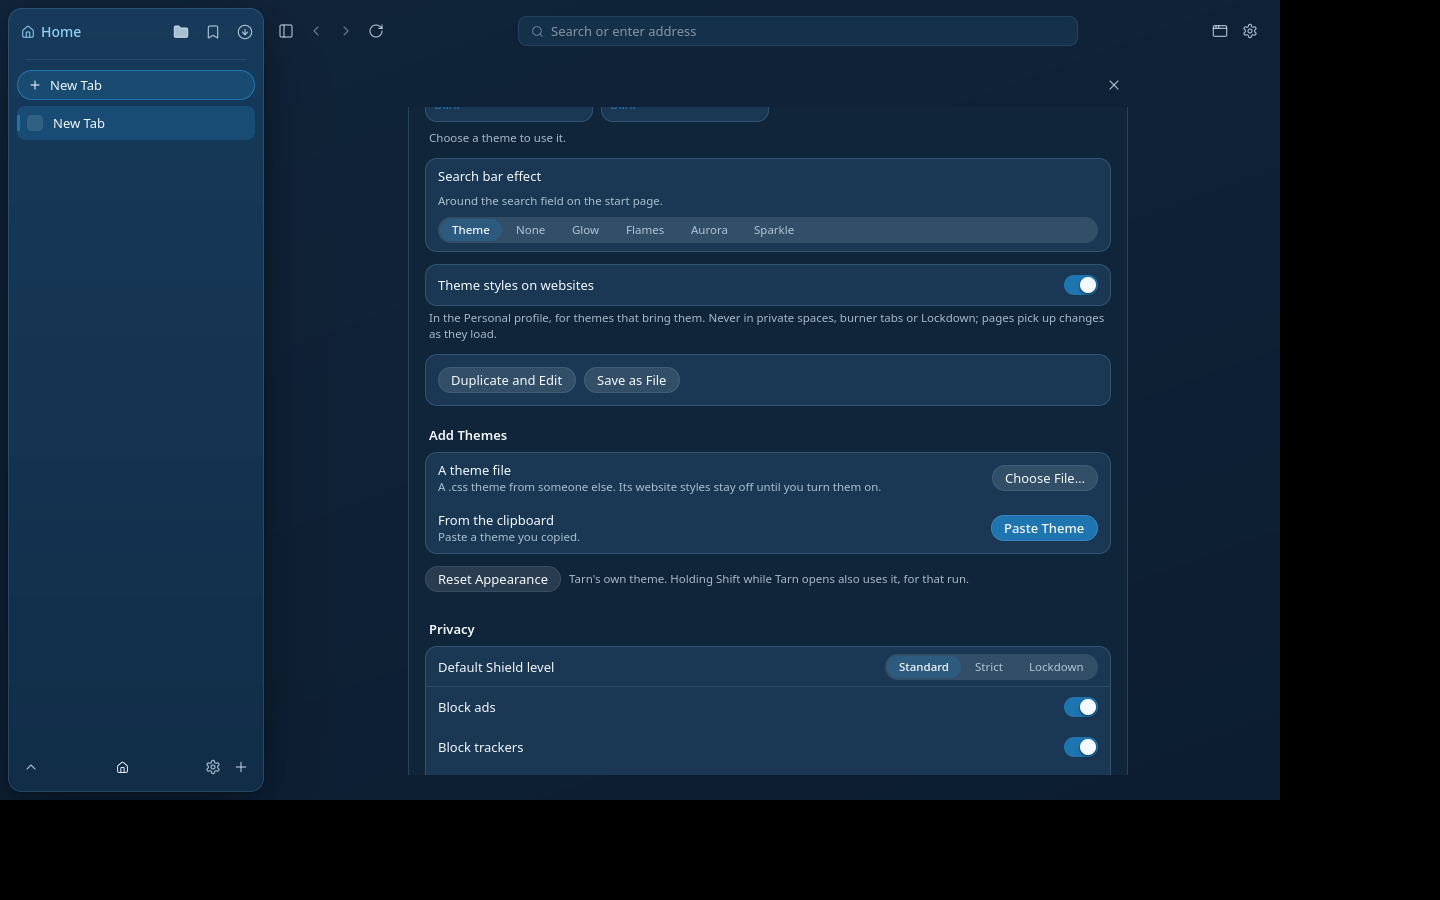 Home
Search or enter address
New Tab
New Tab
Choose a theme to use it.
Search bar effect
Around the search field on the start page.
Theme None Glow Flames Aurora Sparkle
Theme styles on websites
In the Personal profile, for themes that bring them. Never in private spaces, burner tabs or Lockdown; pages pick up changes
as they load.
Duplicate and Edit Save as File
Add Themes
A theme file
A .css theme from someone else. Its website styles stay off until you turn them on.
Choose File...
From the clipboard
Paste a theme you copied.
Paste Theme
Reset Appearance Tarn's own theme. Holding Shift while Tarn opens also uses it, for that run.
Privacy
Default Shield level Standard Strict Lockdown
Block ads
Block trackers